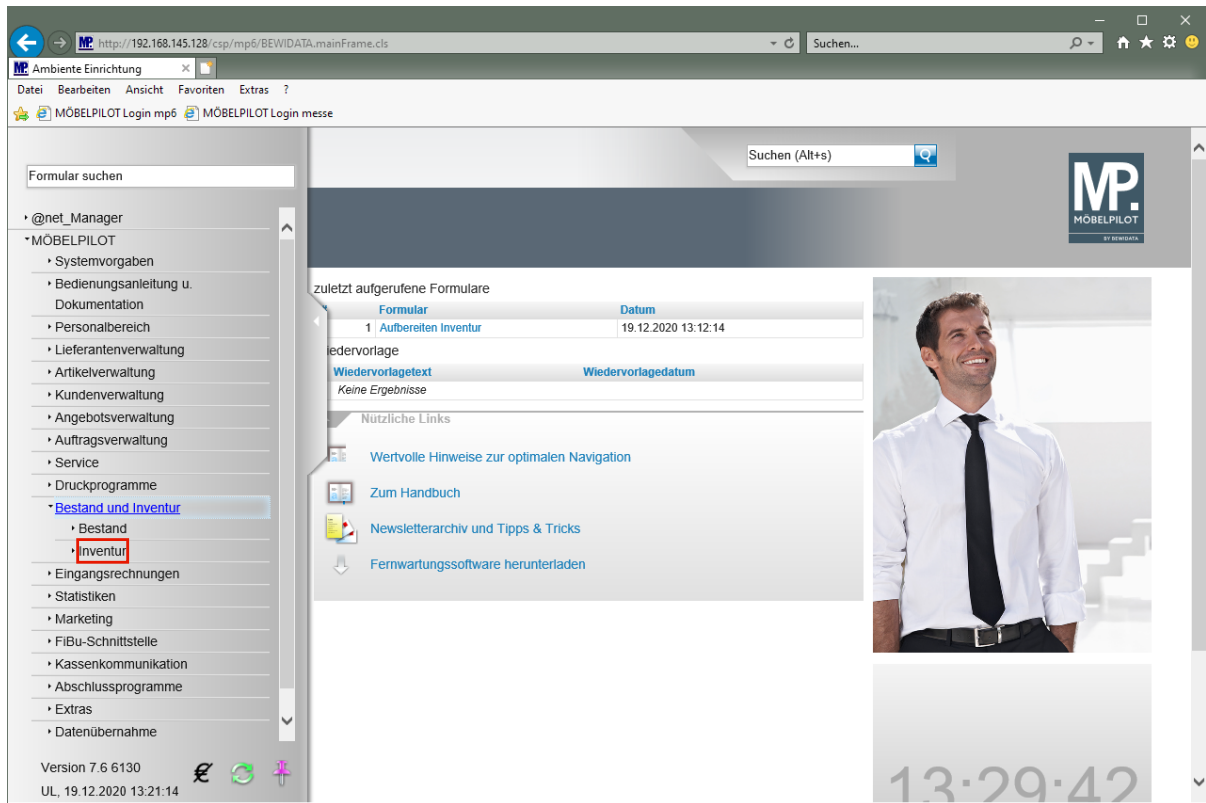 http://192.168.145.128/csp/mp6/BEWIDATA.mainFrame.cls
Suchen...
MP. Ambiente Einrichtung
Datei Bearbeiten Ansicht Favoriten Extras ?
MÖBELPILOT Login mp6 MÖBELPILOT Login messe
Formular suchen
Suchen (Alt+s)
MP.
MÖBELPILOT
BY BEWIDATA
@net_Manager
MÖBELPILOT
Systemvorgaben
Bedienungsanleitung u.
Dokumentation
Personalbereich
Lieferantenverwaltung
Artikelverwaltung
Kundenverwaltung
Angebotsverwaltung
Auftragsverwaltung
Service
Druckprogramme
Bestand und Inventur
Bestand
Inventur
Eingangsrechnungen
Statistiken
Marketing
FiBu-Schnittstelle
Kassenkommunikation
Abschlussprogramme
Extras
Datenübernahme
Version 7.6 6130
UL, 19.12.2020 13:21:14
zuletzt aufgerufene Formulare
Formular Datum
1 Aufbereiten Inventur 19.12.2020 13:12:14
iedervorlage
Wiedervorlagetext Wiedervorlagedatum
Keine Ergebnisse
Nützliche Links
Wertvolle Hinweise zur optimalen Navigation
Zum Handbuch
Newsletterarchiv und Tipps & Tricks
Fernwartungssoftware herunterladen
13:29:42